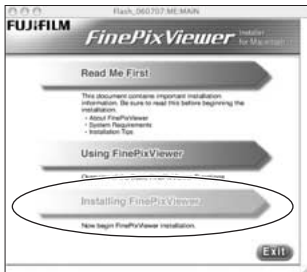 Flash_060707:ME:MAIN
FUJIFILM
FinePixViewer Installer for Macintosh
Read Me First
This document contains important installation
information. Be sure to read this before beginning the
installation.
- About FinePixViewer
- System Requirements
- Installation Tips
Using FinePixViewer
Installing FinePixViewer
Now begin FinePixViewer installation.
Exit